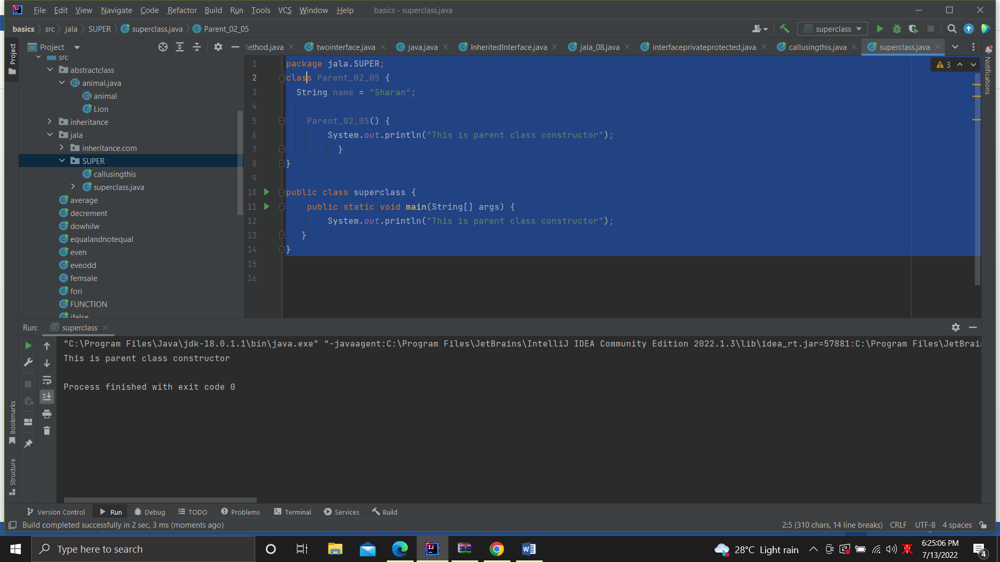 File Edit View Navigate Code Refactor Build Run Tools VCS Window Help basics - superclass.java
basics src jala SUPER superclass.java Parent_02_05 superclass
Project
ethod.java twointerface.java java.java InheritedInterface.java jala_08.java interfaceprivateprotected.java callusingthis.java superclass.java
Project
src
abstractclass
animal.java
animal
Lion
inheritance
jala
inheritance.com
SUPER
callusingthis
superclass.java
average
decrement
dowhilw
equalandnotequal
even
eveodd
femsale
fori
FUNCTION
ifelse
1 package jala.SUPER;
2 class Parent_02_05 {
3 String name = "Sharan";
4
5 Parent_02_05() {
6 System.out.println("This is parent class constructor");
7 }
8 }
9
10 public class superclass {
11 public static void main(String[] args) {
12 System.out.println("This is parent class constructor");
13 }
14 }
15
16
3
Notifications
Run: superclass
"C:\Program Files\Java\jdk-18.0.1.1\bin\java.exe" "-javaagent:C:\Program Files\JetBrains\IntelliJ IDEA Community Edition 2022.1.3\lib\idea_rt.jar=57881:C:\Program Files\JetBrain
This is parent class constructor
Process finished with exit code 0
Bookmarks
Structure
Version Control Run Debug TODO Problems Terminal Services Build
Build completed successfully in 2 sec, 3 ms (moments ago) 2:5 (310 chars, 14 line breaks) CRLF UTF-8 4 spaces
Type here to search
28°C Light rain
6:25:06 PM
7/13/2022
4